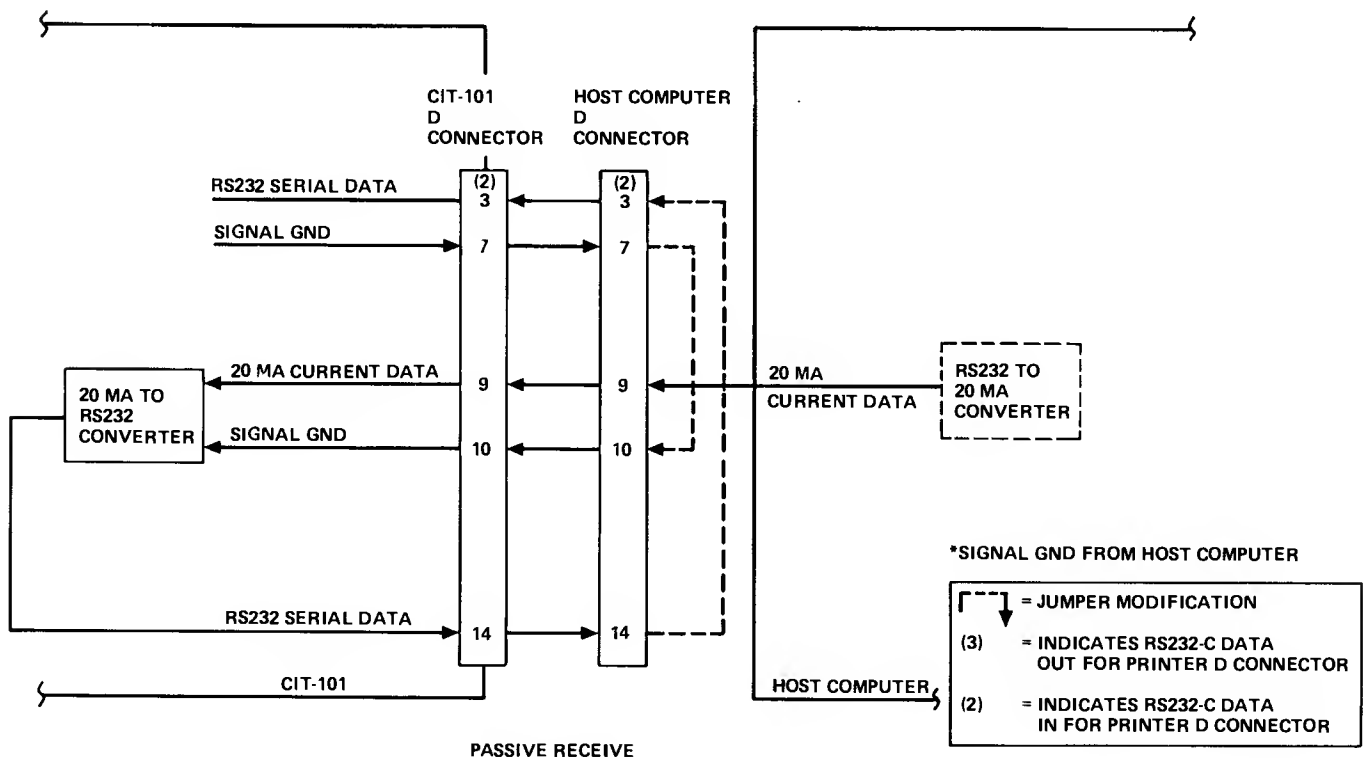 CIT-101
D
CONNECTOR
HOST COMPUTER
D
CONNECTOR
RS232 SERIAL DATA
(2)
3
(2)
3
SIGNAL GND
7
7
20 MA TO
RS232
CONVERTER
20 MA CURRENT DATA
9
9
20 MA
CURRENT DATA
RS232 TO
20 MA
CONVERTER
SIGNAL GND
10
10
RS232 SERIAL DATA
14
14
CIT-101
HOST COMPUTER
*SIGNAL GND FROM HOST COMPUTER
= JUMPER MODIFICATION
(3) = INDICATES RS232-C DATA
OUT FOR PRINTER D CONNECTOR
(2) = INDICATES RS232-C DATA
IN FOR PRINTER D CONNECTOR
PASSIVE RECEIVE